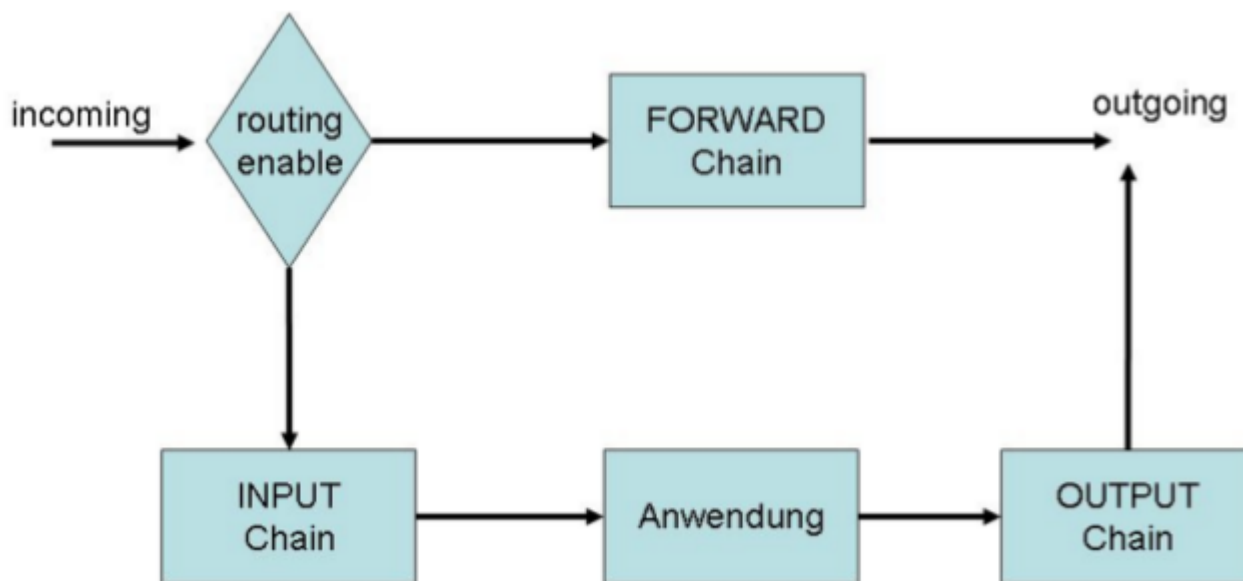 incoming
routing
enable
FORWARD
Chain
outgoing
INPUT
Chain
Anwendung
OUTPUT
Chain